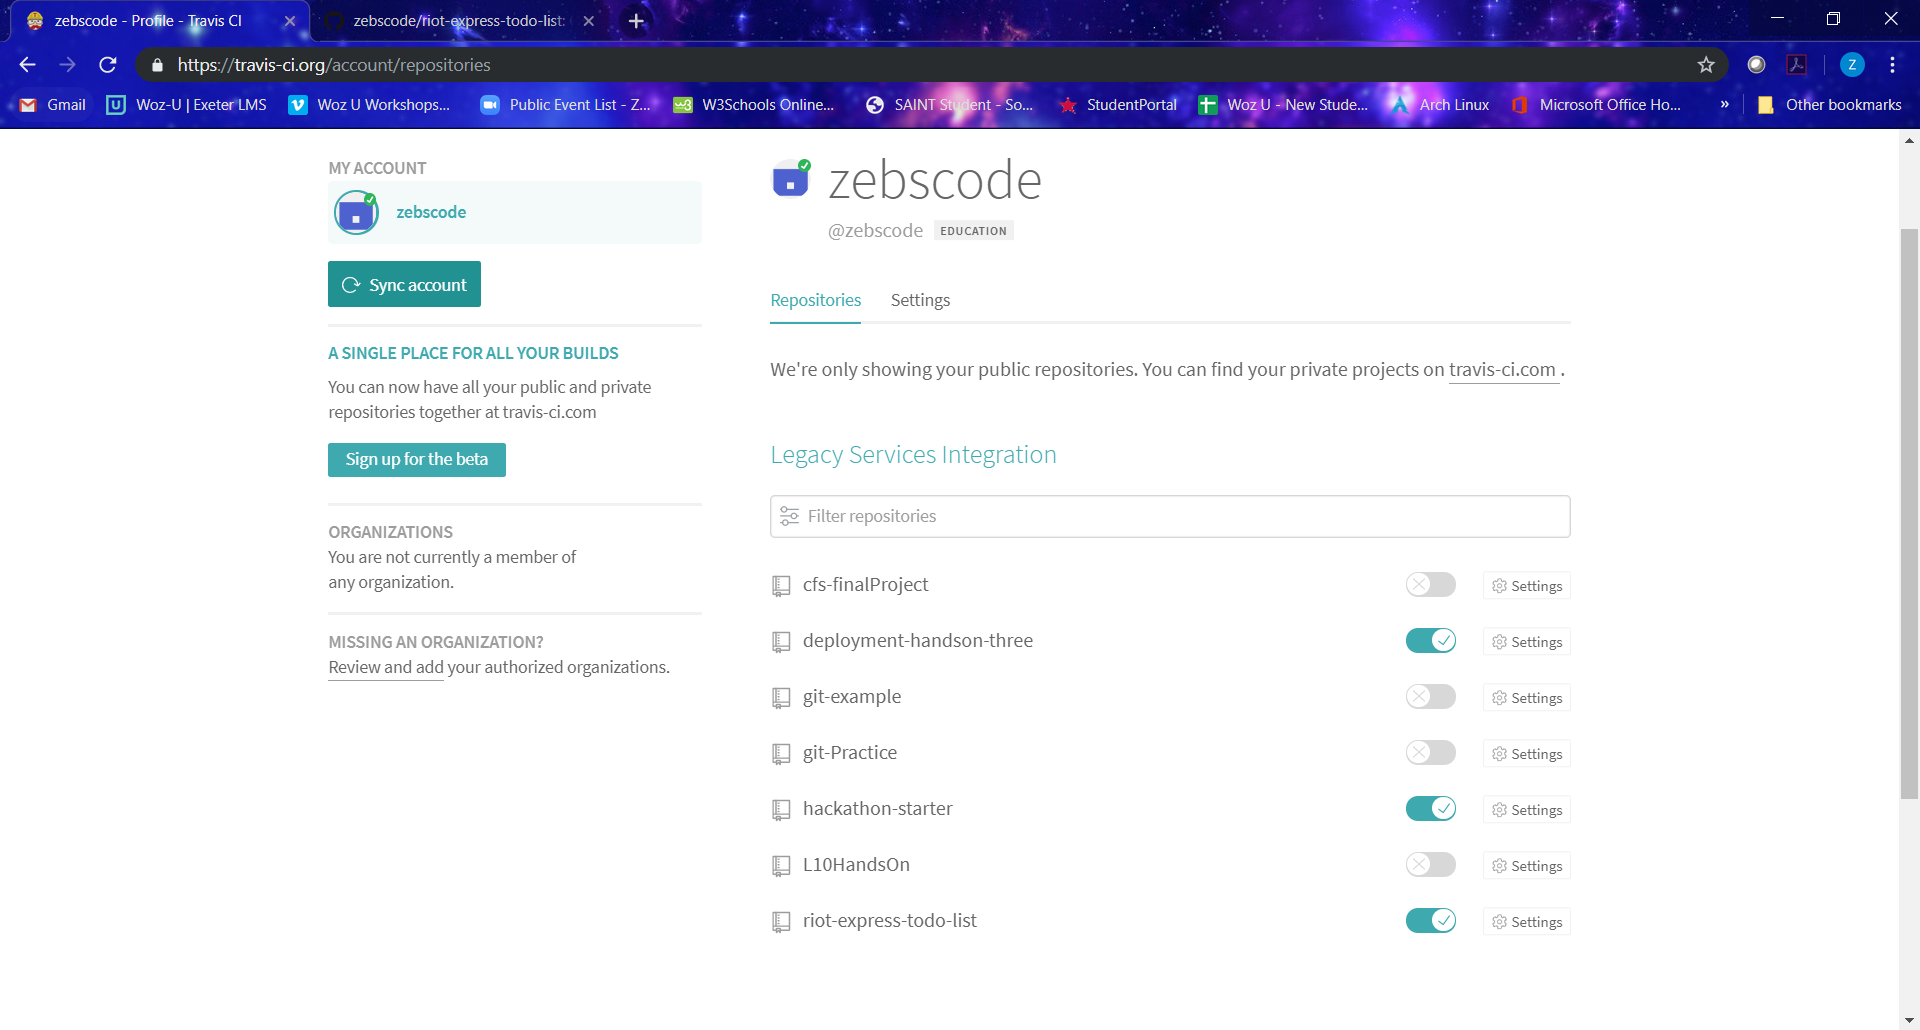 zebscode - Profile - Travis CI
zebscode/riot-express-todo-list:
https://travis-ci.org/account/repositories
Z
Gmail
Woz-U | Exeter LMS
Woz U Workshops...
Public Event List - Z...
W3Schools Online...
SAINT Student - So...
StudentPortal
Woz U - New Stude...
Arch Linux
Microsoft Office Ho...
»
Other bookmarks
MY ACCOUNT
zebscode
Sync account
A SINGLE PLACE FOR ALL YOUR BUILDS
You can now have all your public and private
repositories together at travis-ci.com
Sign up for the beta
ORGANIZATIONS
You are not currently a member of
any organization.
MISSING AN ORGANIZATION?
Review and add your authorized organizations.
zebscode
@zebscode EDUCATION
Repositories Settings
We're only showing your public repositories. You can find your private projects on travis-ci.com .
Legacy Services Integration
Filter repositories
cfs-finalProject Settings
deployment-handson-three Settings
git-example Settings
git-Practice Settings
hackathon-starter Settings
L10HandsOn Settings
riot-express-todo-list Settings